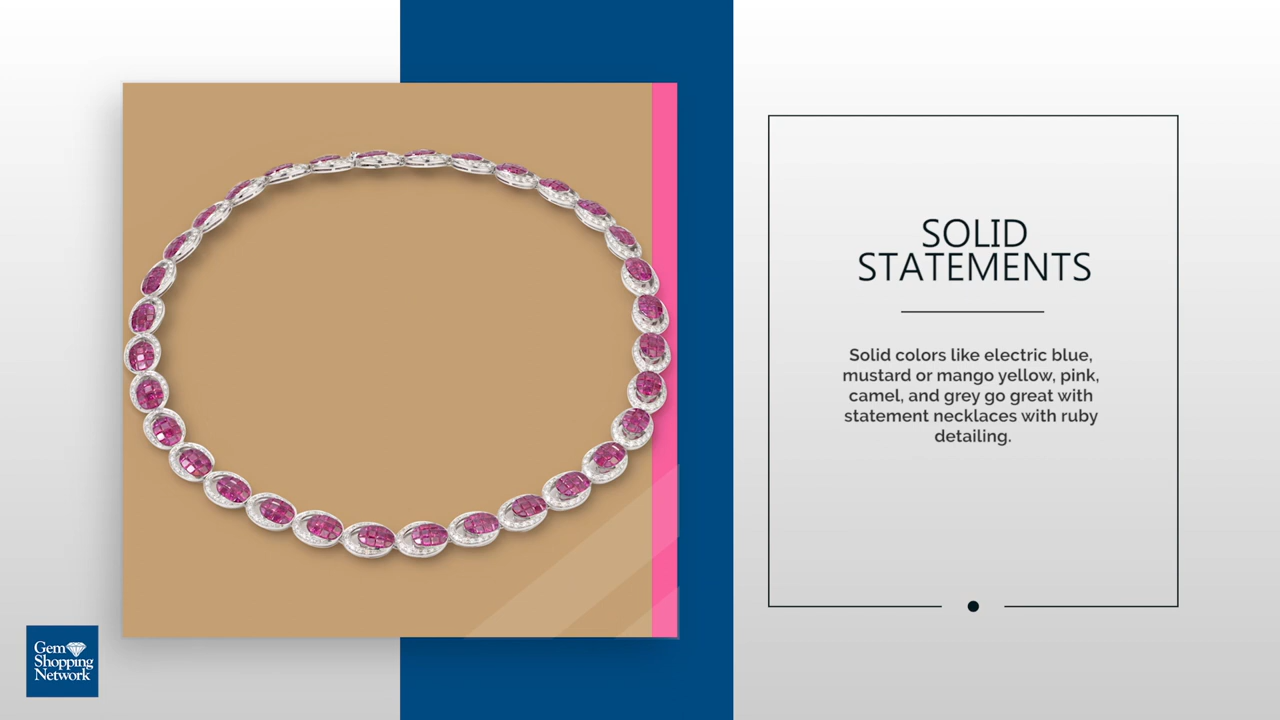 SOLID
STATEMENTS
Solid colors like electric blue,
mustard or mango yellow, pink,
camel, and grey go great with
statement necklaces with ruby
detailing.
Gem
Shopping
Network